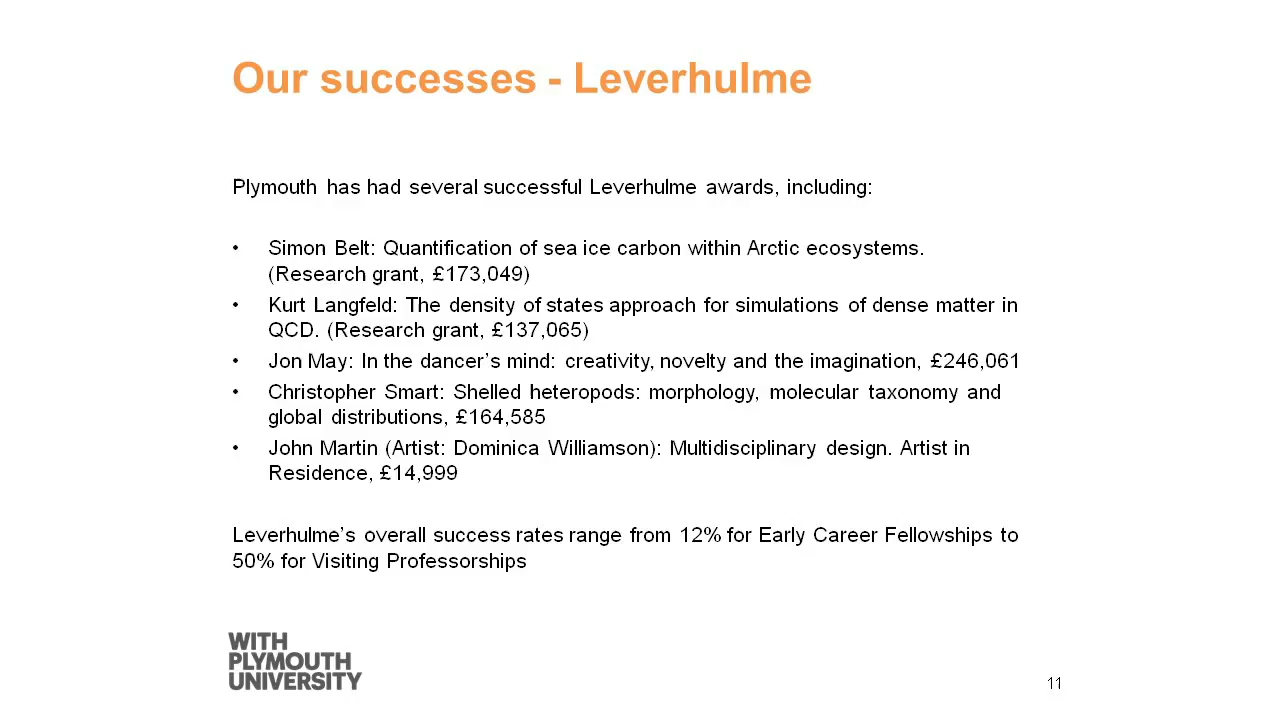 Our successes - Leverhulme
Plymouth has had several successful Leverhulme awards, including:
• Simon Belt: Quantification of sea ice carbon within Arctic ecosystems.
(Research grant, £173,049)
• Kurt Langfeld: The density of states approach for simulations of dense matter in
QCD. (Research grant, £137,065)
• Jon May: In the dancer’s mind: creativity, novelty and the imagination, £246,061
• Christopher Smart: Shelled heteropods: morphology, molecular taxonomy and
global distributions, £164,585
• John Martin (Artist: Dominica Williamson): Multidisciplinary design. Artist in
Residence, £14,999
Leverhulme’s overall success rates range from 12% for Early Career Fellowships to
50% for Visiting Professorships
WITH
PLYMOUTH
UNIVERSITY
11